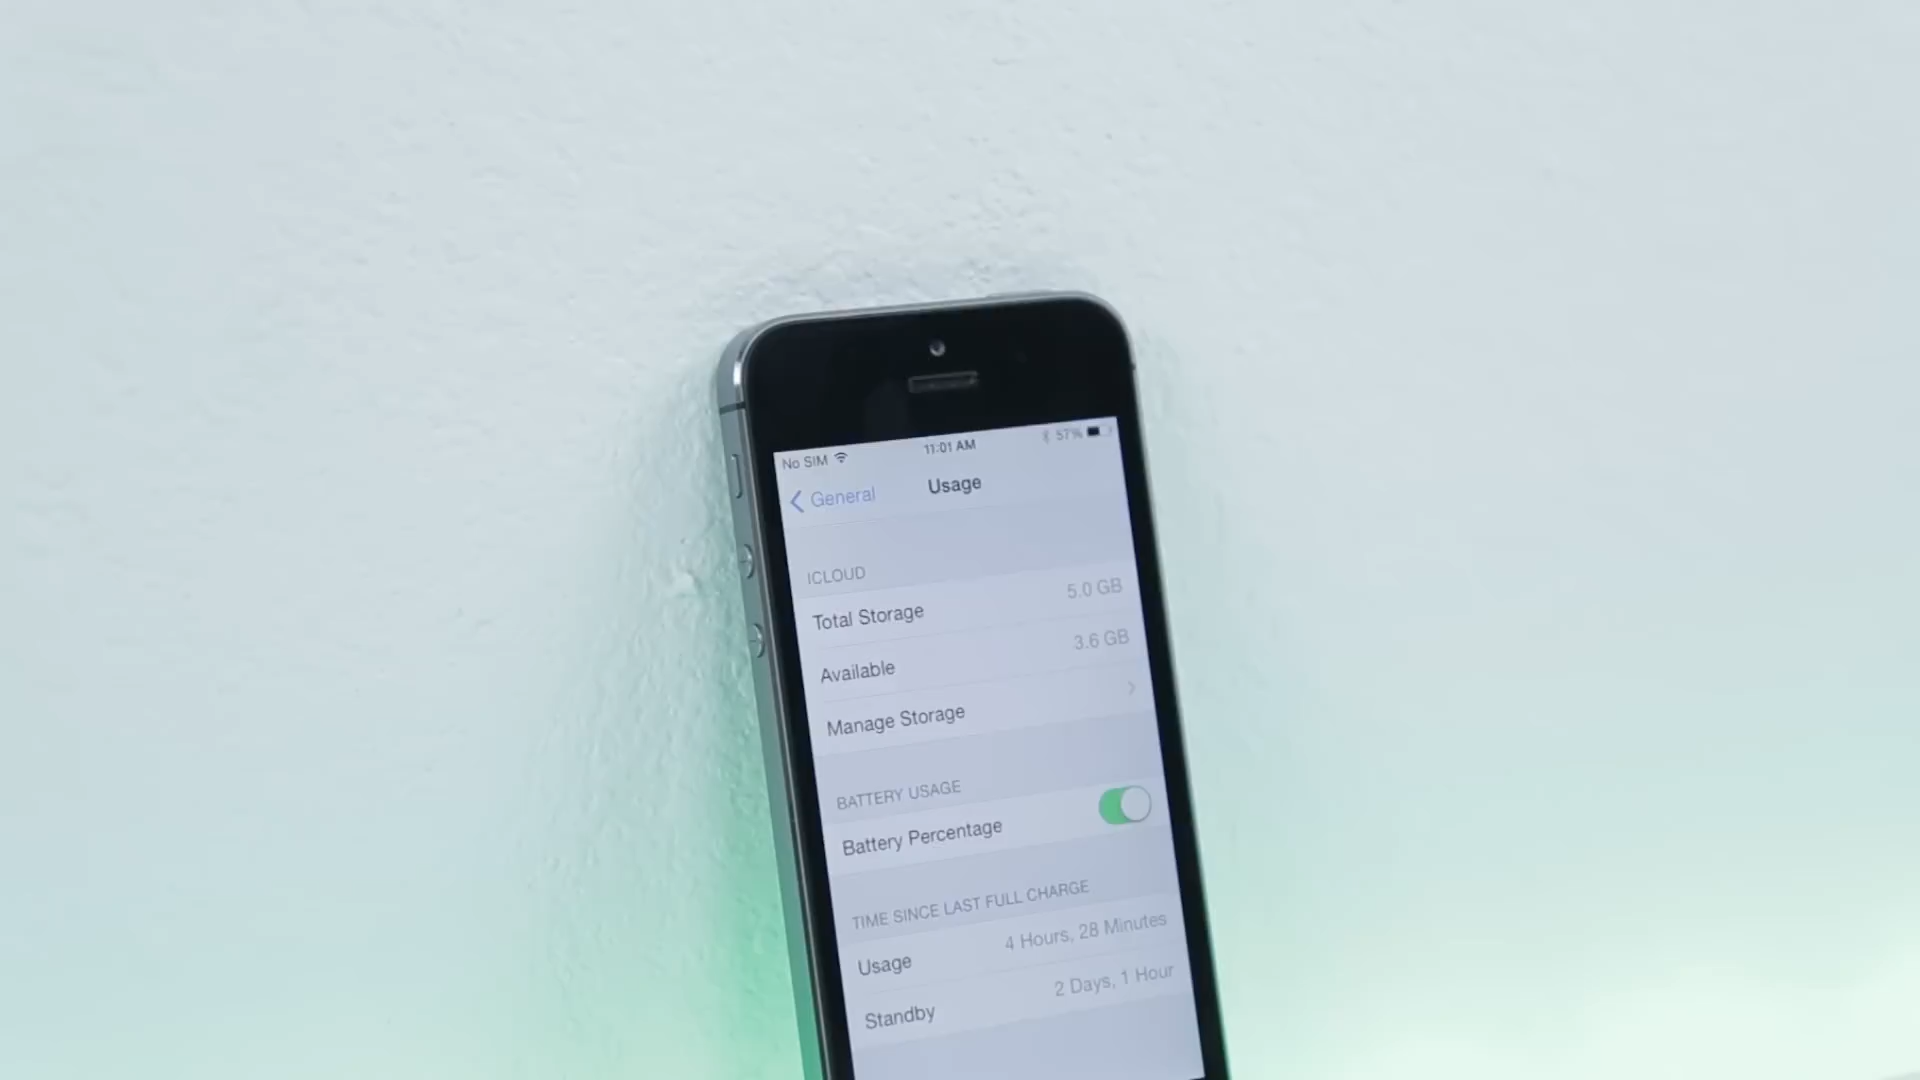 No SIM 11:01 AM 57%
General Usage
ICLOUD
Total Storage 5.0 GB
Available 3.6 GB
Manage Storage
BATTERY USAGE
Battery Percentage
TIME SINCE LAST FULL CHARGE
Usage 4 Hours, 28 Minutes
Standby 2 Days, 1 Hour